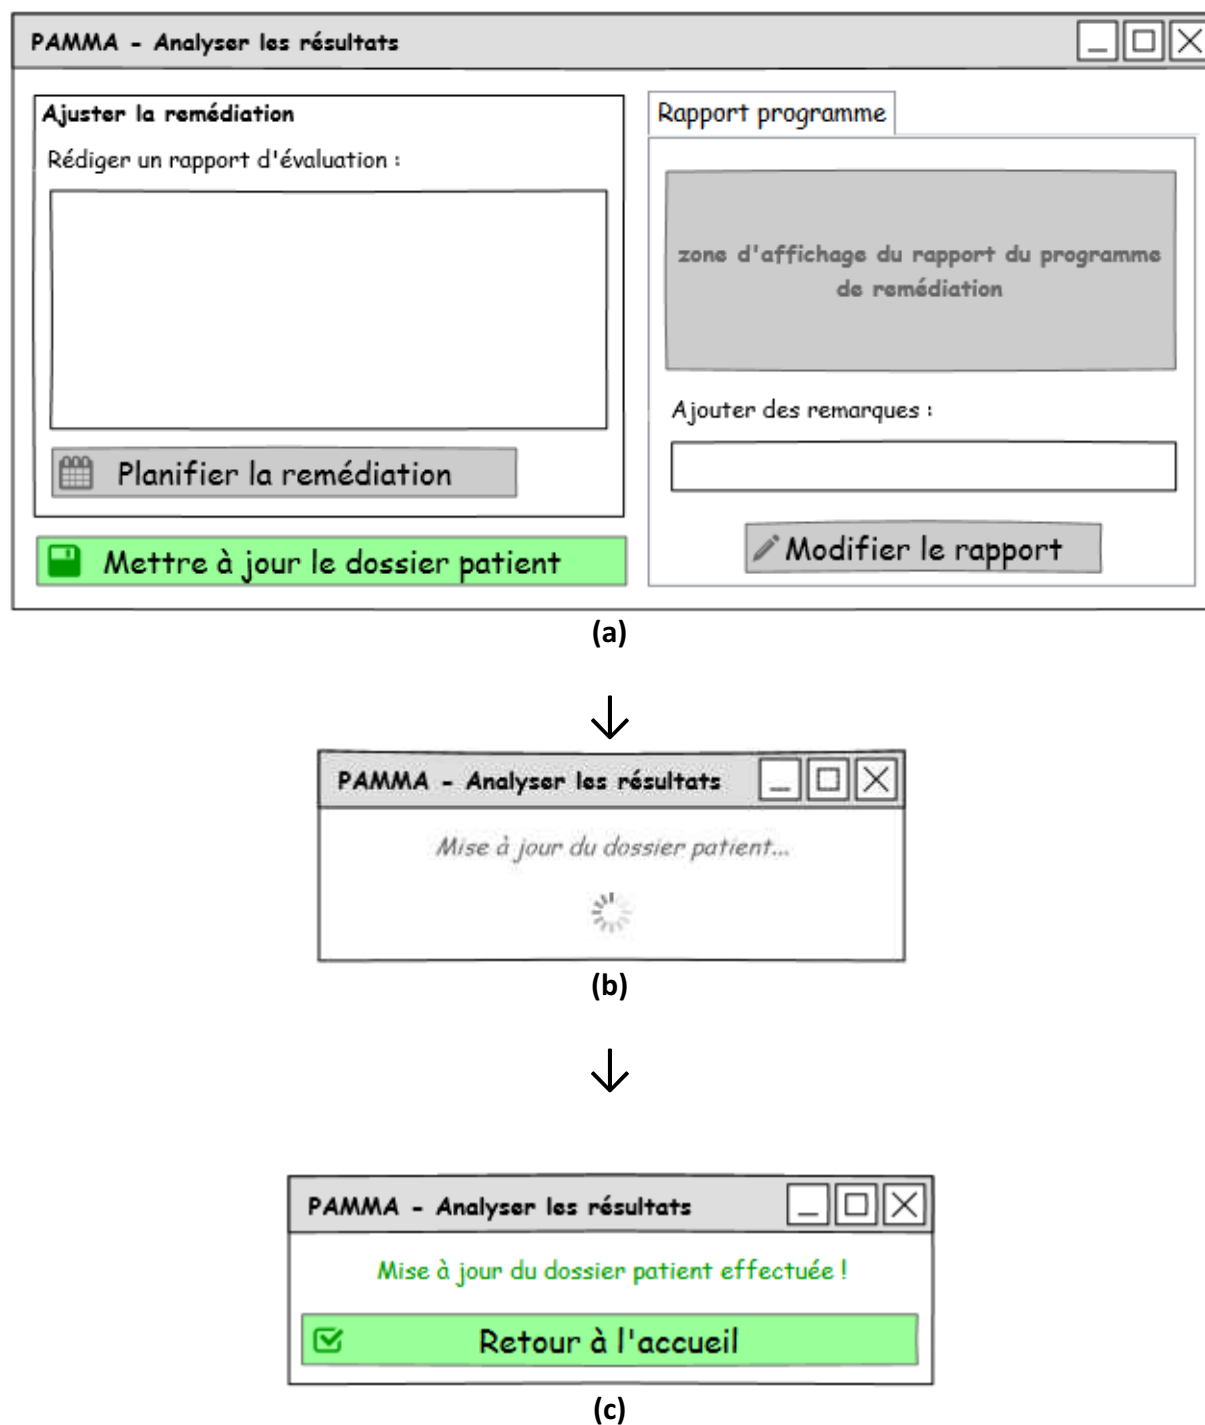 PAMMA - Analyser les résultats
Ajuster la remédiation
Rédiger un rapport d'évaluation :
Planifier la remédiation
Mettre à jour le dossier patient
Rapport programme
zone d'affichage du rapport du programme
de remédiation
Ajouter des remarques :
Modifier le rapport
(a)
PAMMA - Analyser les résultats
Mise à jour du dossier patient...
(b)
PAMMA - Analyser les résultats
Mise à jour du dossier patient effectuée !
Retour à l'accueil
(c)